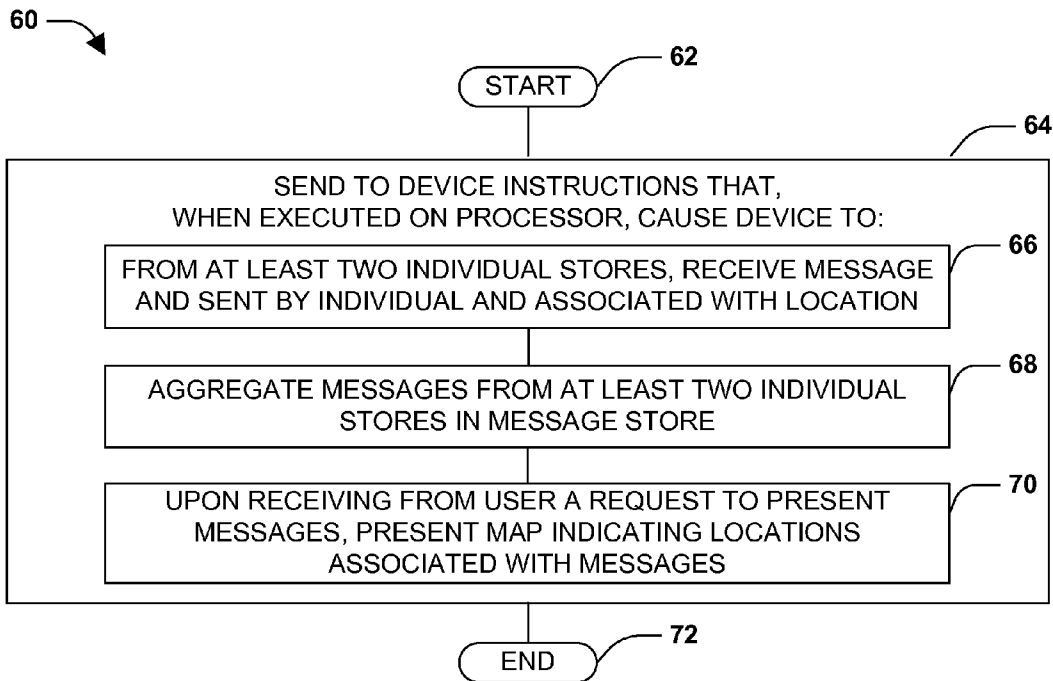 60
62
START
64
SEND TO DEVICE INSTRUCTIONS THAT,
WHEN EXECUTED ON PROCESSOR, CAUSE DEVICE TO:
66
FROM AT LEAST TWO INDIVIDUAL STORES, RECEIVE MESSAGE
AND SENT BY INDIVIDUAL AND ASSOCIATED WITH LOCATION
68
AGGREGATE MESSAGES FROM AT LEAST TWO INDIVIDUAL
STORES IN MESSAGE STORE
70
UPON RECEIVING FROM USER A REQUEST TO PRESENT
MESSAGES, PRESENT MAP INDICATING LOCATIONS
ASSOCIATED WITH MESSAGES
72
END